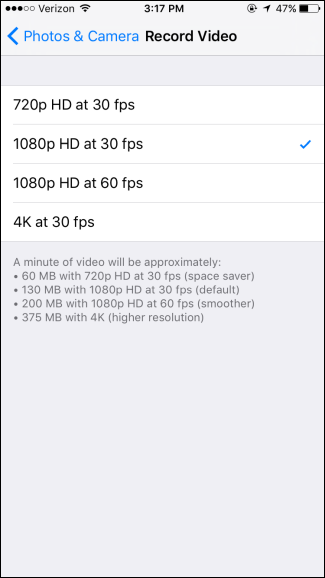 Verizon 3:17 PM 47%
Photos & Camera Record Video
720p HD at 30 fps
1080p HD at 30 fps
1080p HD at 60 fps
4K at 30 fps
A minute of video will be approximately:
• 60 MB with 720p HD at 30 fps (space saver)
• 130 MB with 1080p HD at 30 fps (default)
• 200 MB with 1080p HD at 60 fps (smoother)
• 375 MB with 4K (higher resolution)